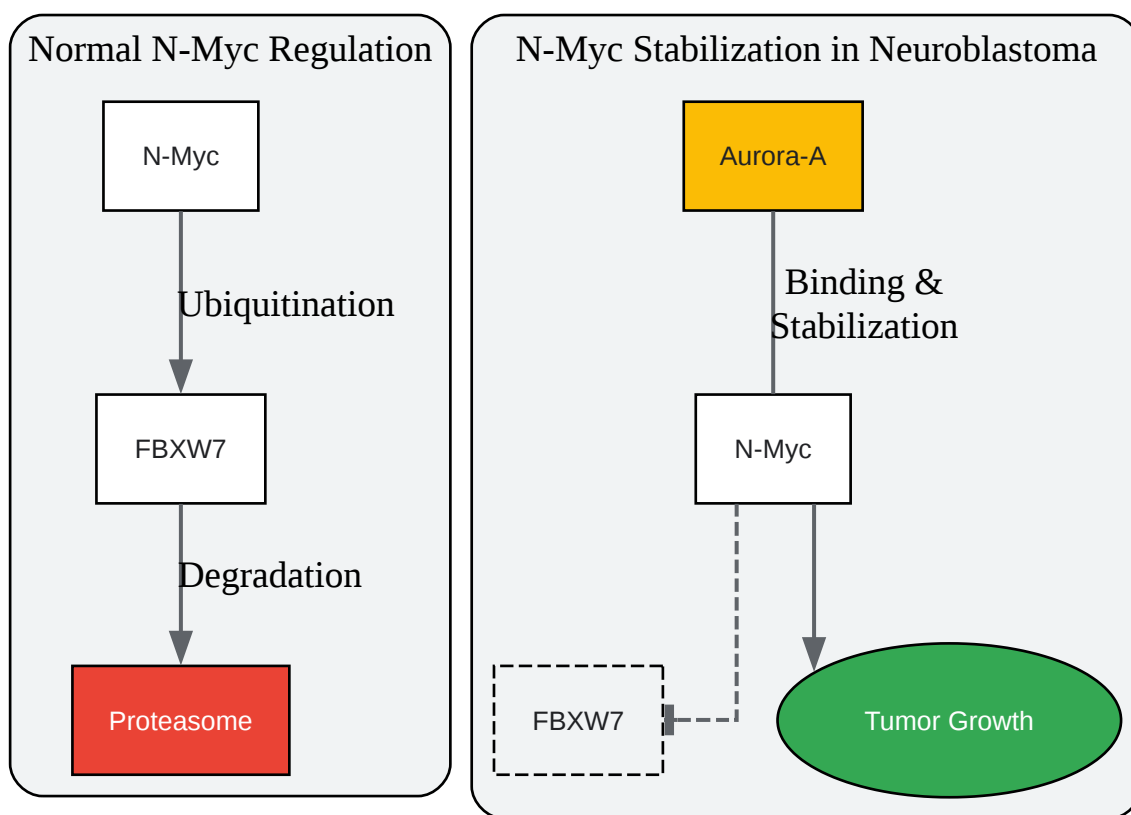 Normal N-Myc Regulation
N-Myc
Ubiquitination
FBXW7
Degradation
Proteasome
N-Myc Stabilization in Neuroblastoma
Aurora-A
Binding &
Stabilization
N-Myc
FBXW7
Tumor Growth